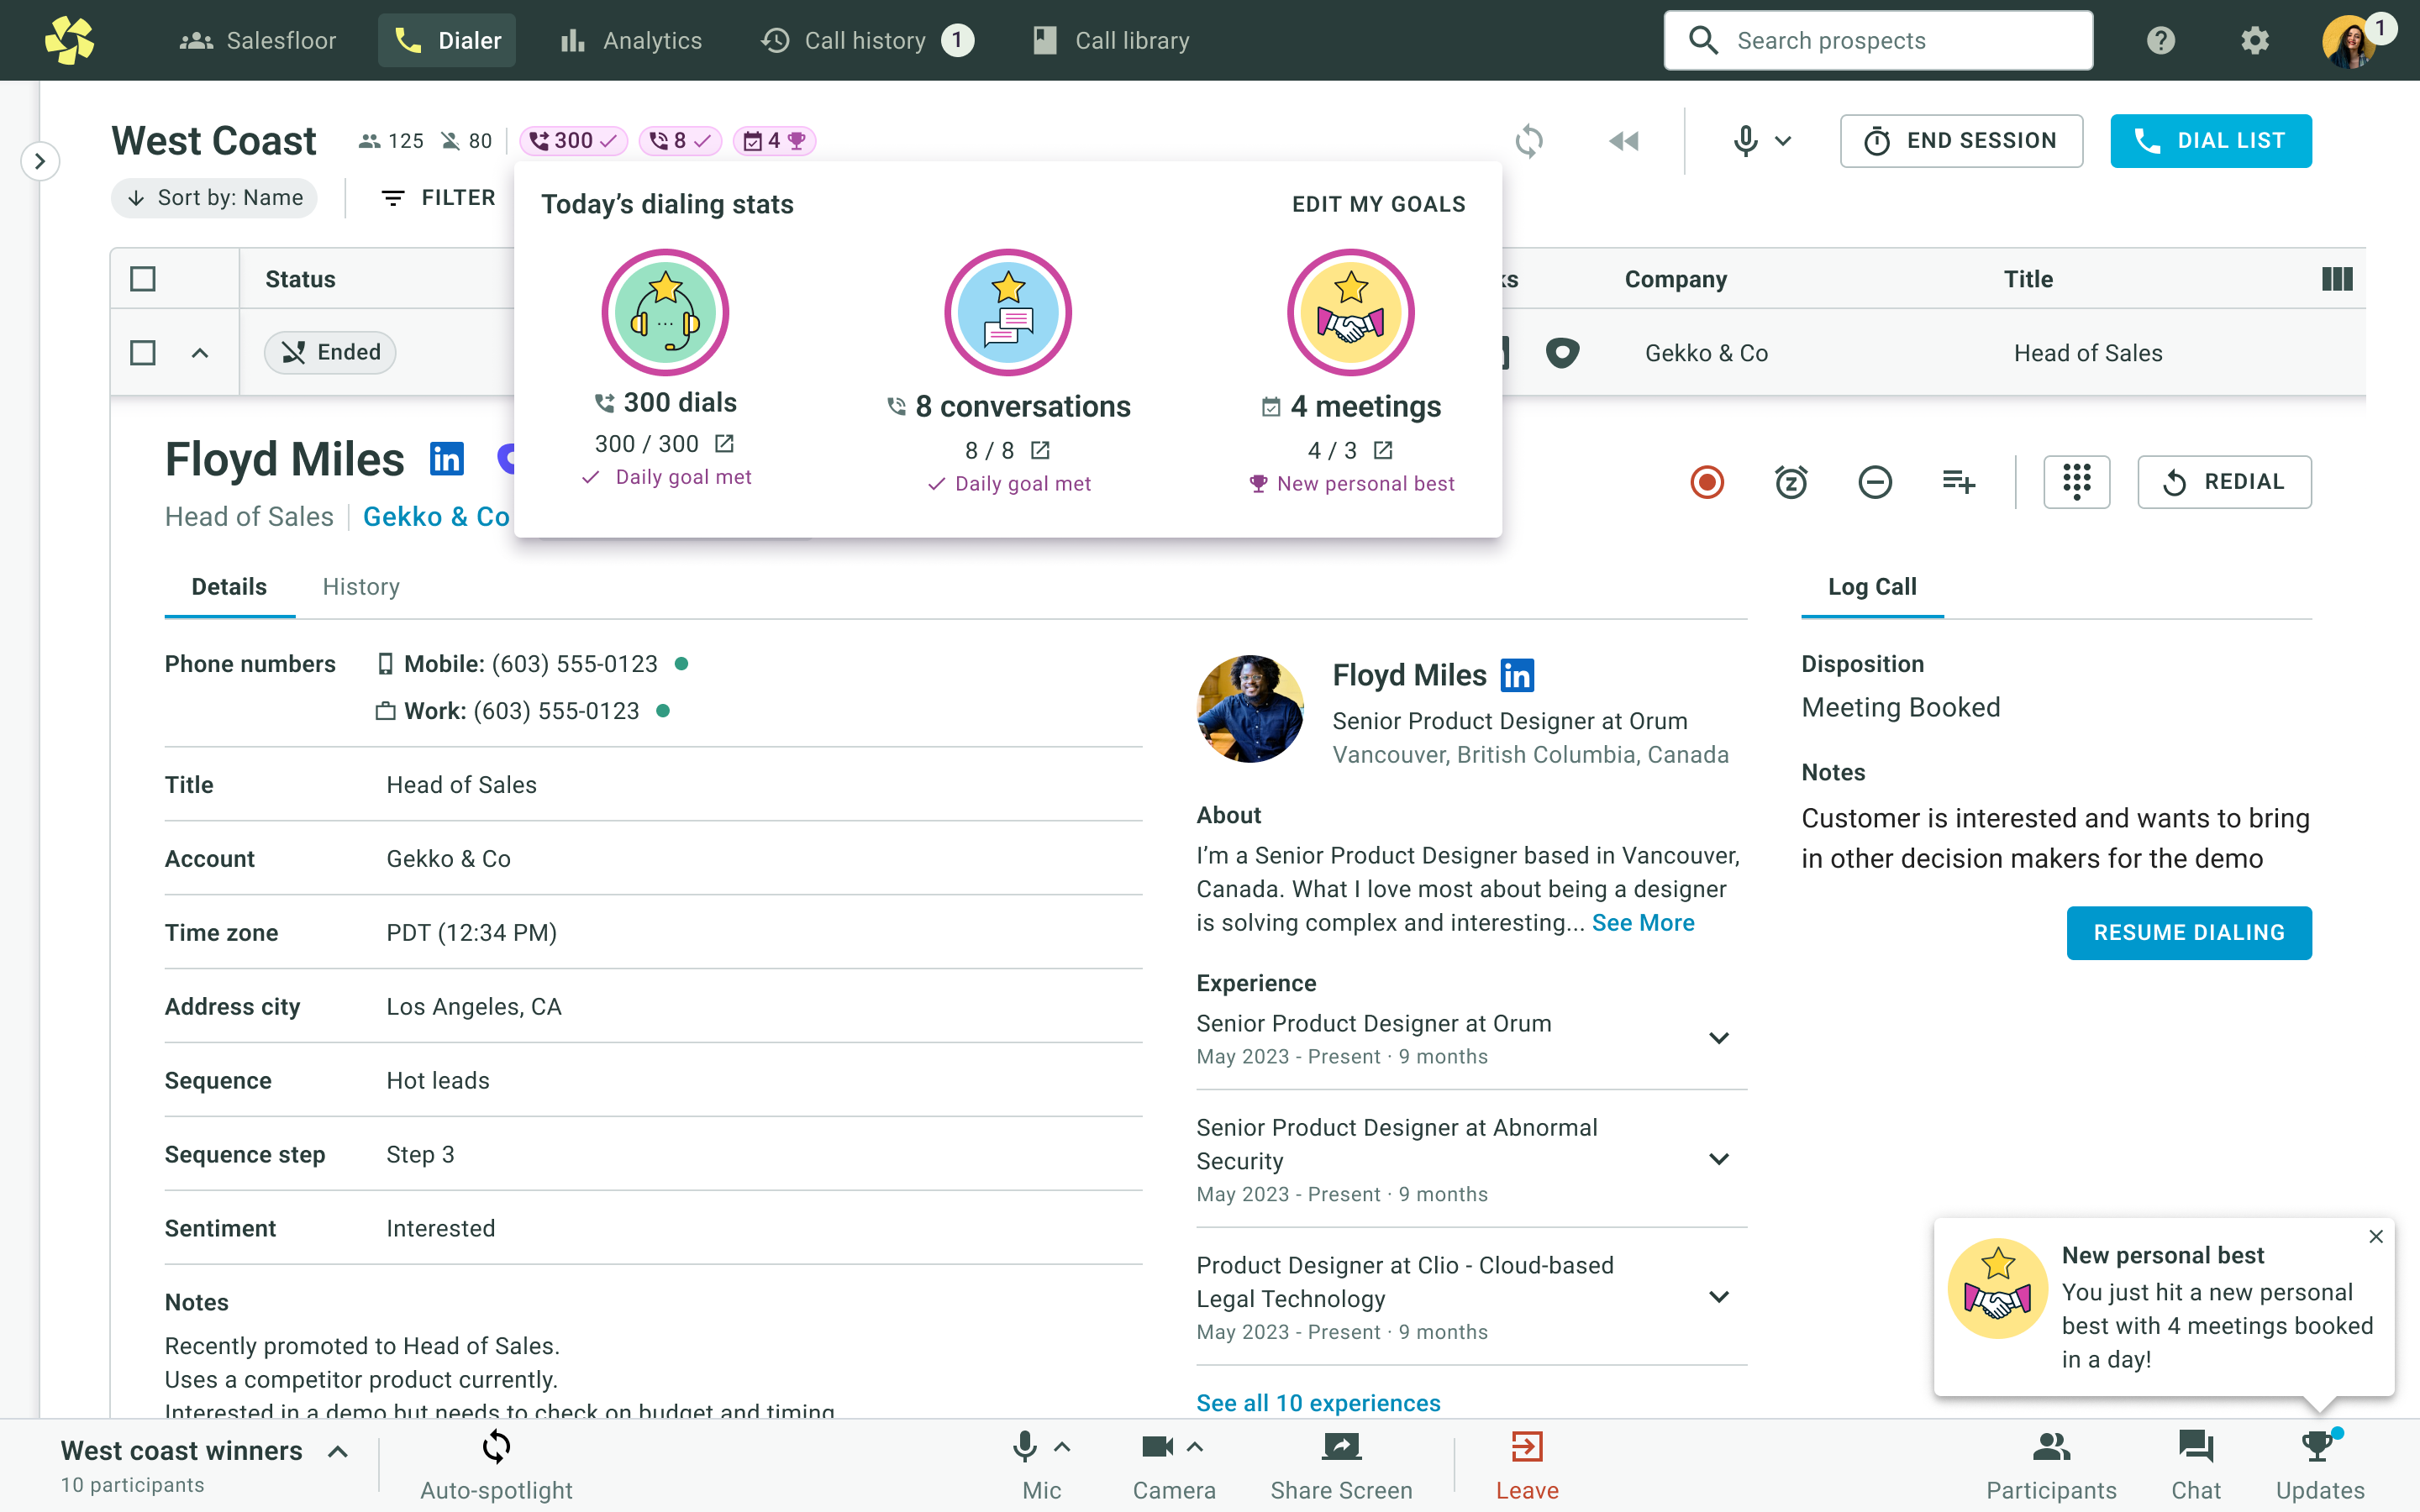 Salesfloor
Dialer
Analytics
Call history 1
Call library
Search prospects
1
West Coast
125
80
300
8
4
END SESSION
DIAL LIST
Sort by: Name
FILTER
Today’s dialing stats
EDIT MY GOALS
300 dials
300 / 300
Daily goal met
8 conversations
8 / 8
Daily goal met
4 meetings
4 / 3
New personal best
Status
Company
Title
Ended
Gekko & Co
Head of Sales
Floyd Miles in
Head of Sales
Gekko & Co
REDIAL
Details
History
Log Call
Phone numbers
Mobile: (603) 555-0123
Work: (603) 555-0123
Title
Head of Sales
Account
Gekko & Co
Time zone
PDT (12:34 PM)
Address city
Los Angeles, CA
Sequence
Hot leads
Sequence step
Step 3
Sentiment
Interested
Notes
Recently promoted to Head of Sales.
Uses a competitor product currently.
Interested in a demo but needs to check on budget and timing
Floyd Miles in
Senior Product Designer at Orum
Vancouver, British Columbia, Canada
About
I’m a Senior Product Designer based in Vancouver,
Canada. What I love most about being a designer
is solving complex and interesting... See More
Experience
Senior Product Designer at Orum
May 2023 - Present · 9 months
Senior Product Designer at Abnormal
Security
May 2023 - Present · 9 months
Product Designer at Clio - Cloud-based
Legal Technology
May 2023 - Present · 9 months
See all 10 experiences
Disposition
Meeting Booked
Notes
Customer is interested and wants to bring
in other decision makers for the demo
RESUME DIALING
New personal best
You just hit a new personal
best with 4 meetings booked
in a day!
West coast winners
10 participants
Auto-spotlight
Mic
Camera
Share Screen
Leave
Participants
Chat
Updates